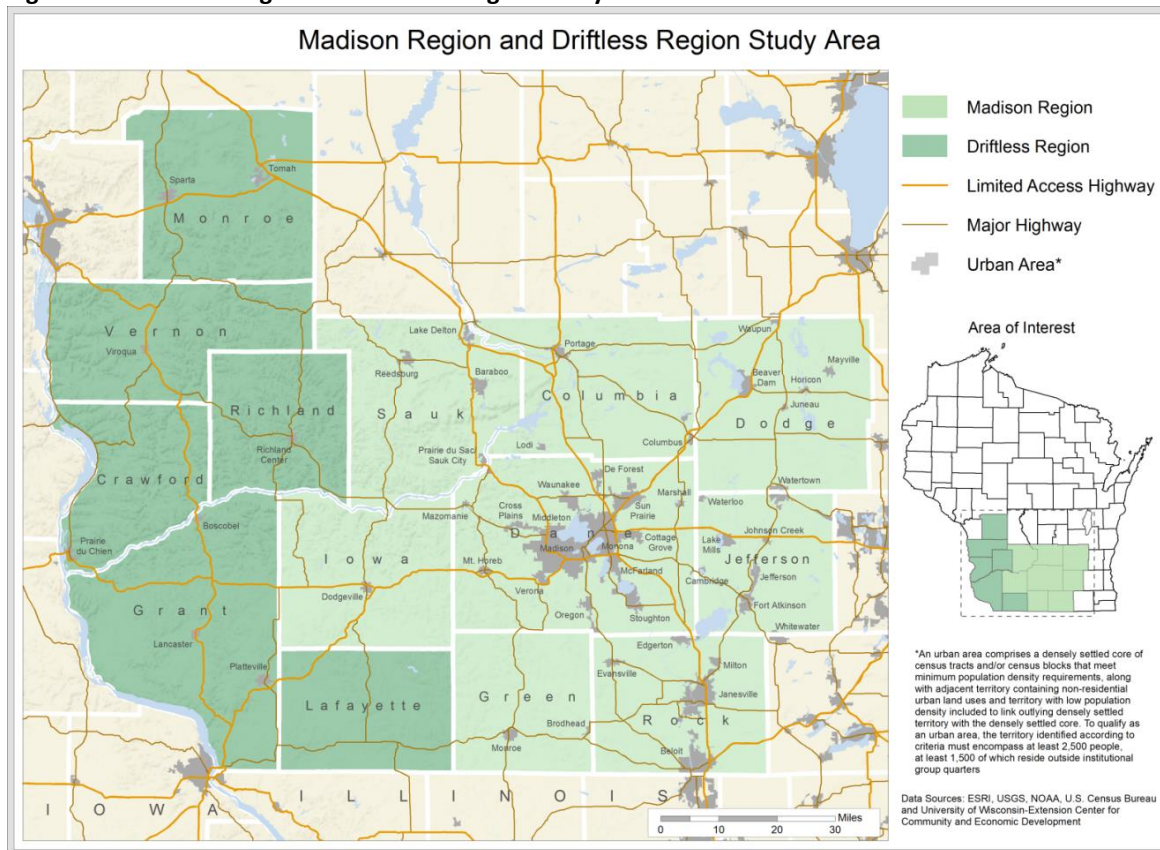 Madison Region and Driftless Region Study Area
Madison Region
Driftless Region
Limited Access Highway
Major Highway
Urban Area*
Area of Interest
*An urban area comprises a densely settled core of
census tracts and/or census blocks that meet
minimum population density requirements, along
with adjacent territory containing non-residential
urban land uses and territory with low population
density included to link outlying densely settled
territory with the densely settled core. To qualify as
an urban area, the territory identified according to
criteria must encompass at least 2,500 people,
at least 1,500 of which reside outside institutional
group quarters
Data Sources: ESRI, USGS, NOAA, U.S. Census Bureau
and University of Wisconsin-Extension Center for
Community and Economic Development
Tomah
Sparta
Monroe
Vernon
Viroqua
Lake Delton
Portage
Waupun
Mayville
Reedsburg
Baraboo
Beaver
Dam
Horicon
Juneau
Richland
Sauk
Columbia
Dodge
Richland
Center
Prairie du Sac
Sauk City
Lodi
Columbus
Crawford
De Forest
Waunakee
Watertown
Boscobel
Mazomanie
Cross
Plains
Middleton
Sun
Prairie
Marshall
Waterloo
Prairie
du Chien
Iowa
Dane
Madison
Monona
Cottage
Grove
Lake
Mills
Johnson Creek
Jefferson
Mt. Horeb
McFarland
Cambridge
Jefferson
Grant
Dodgeville
Verona
Oregon
Stoughton
Fort Atkinson
Whitewater
Lancaster
Platteville
Edgerton
Evansville
Milton
Janesville
Lafayette
Green
Rock
Brodhead
Monroe
Beloit
IOWA
ILLINOIS
0 10 20 30 Miles